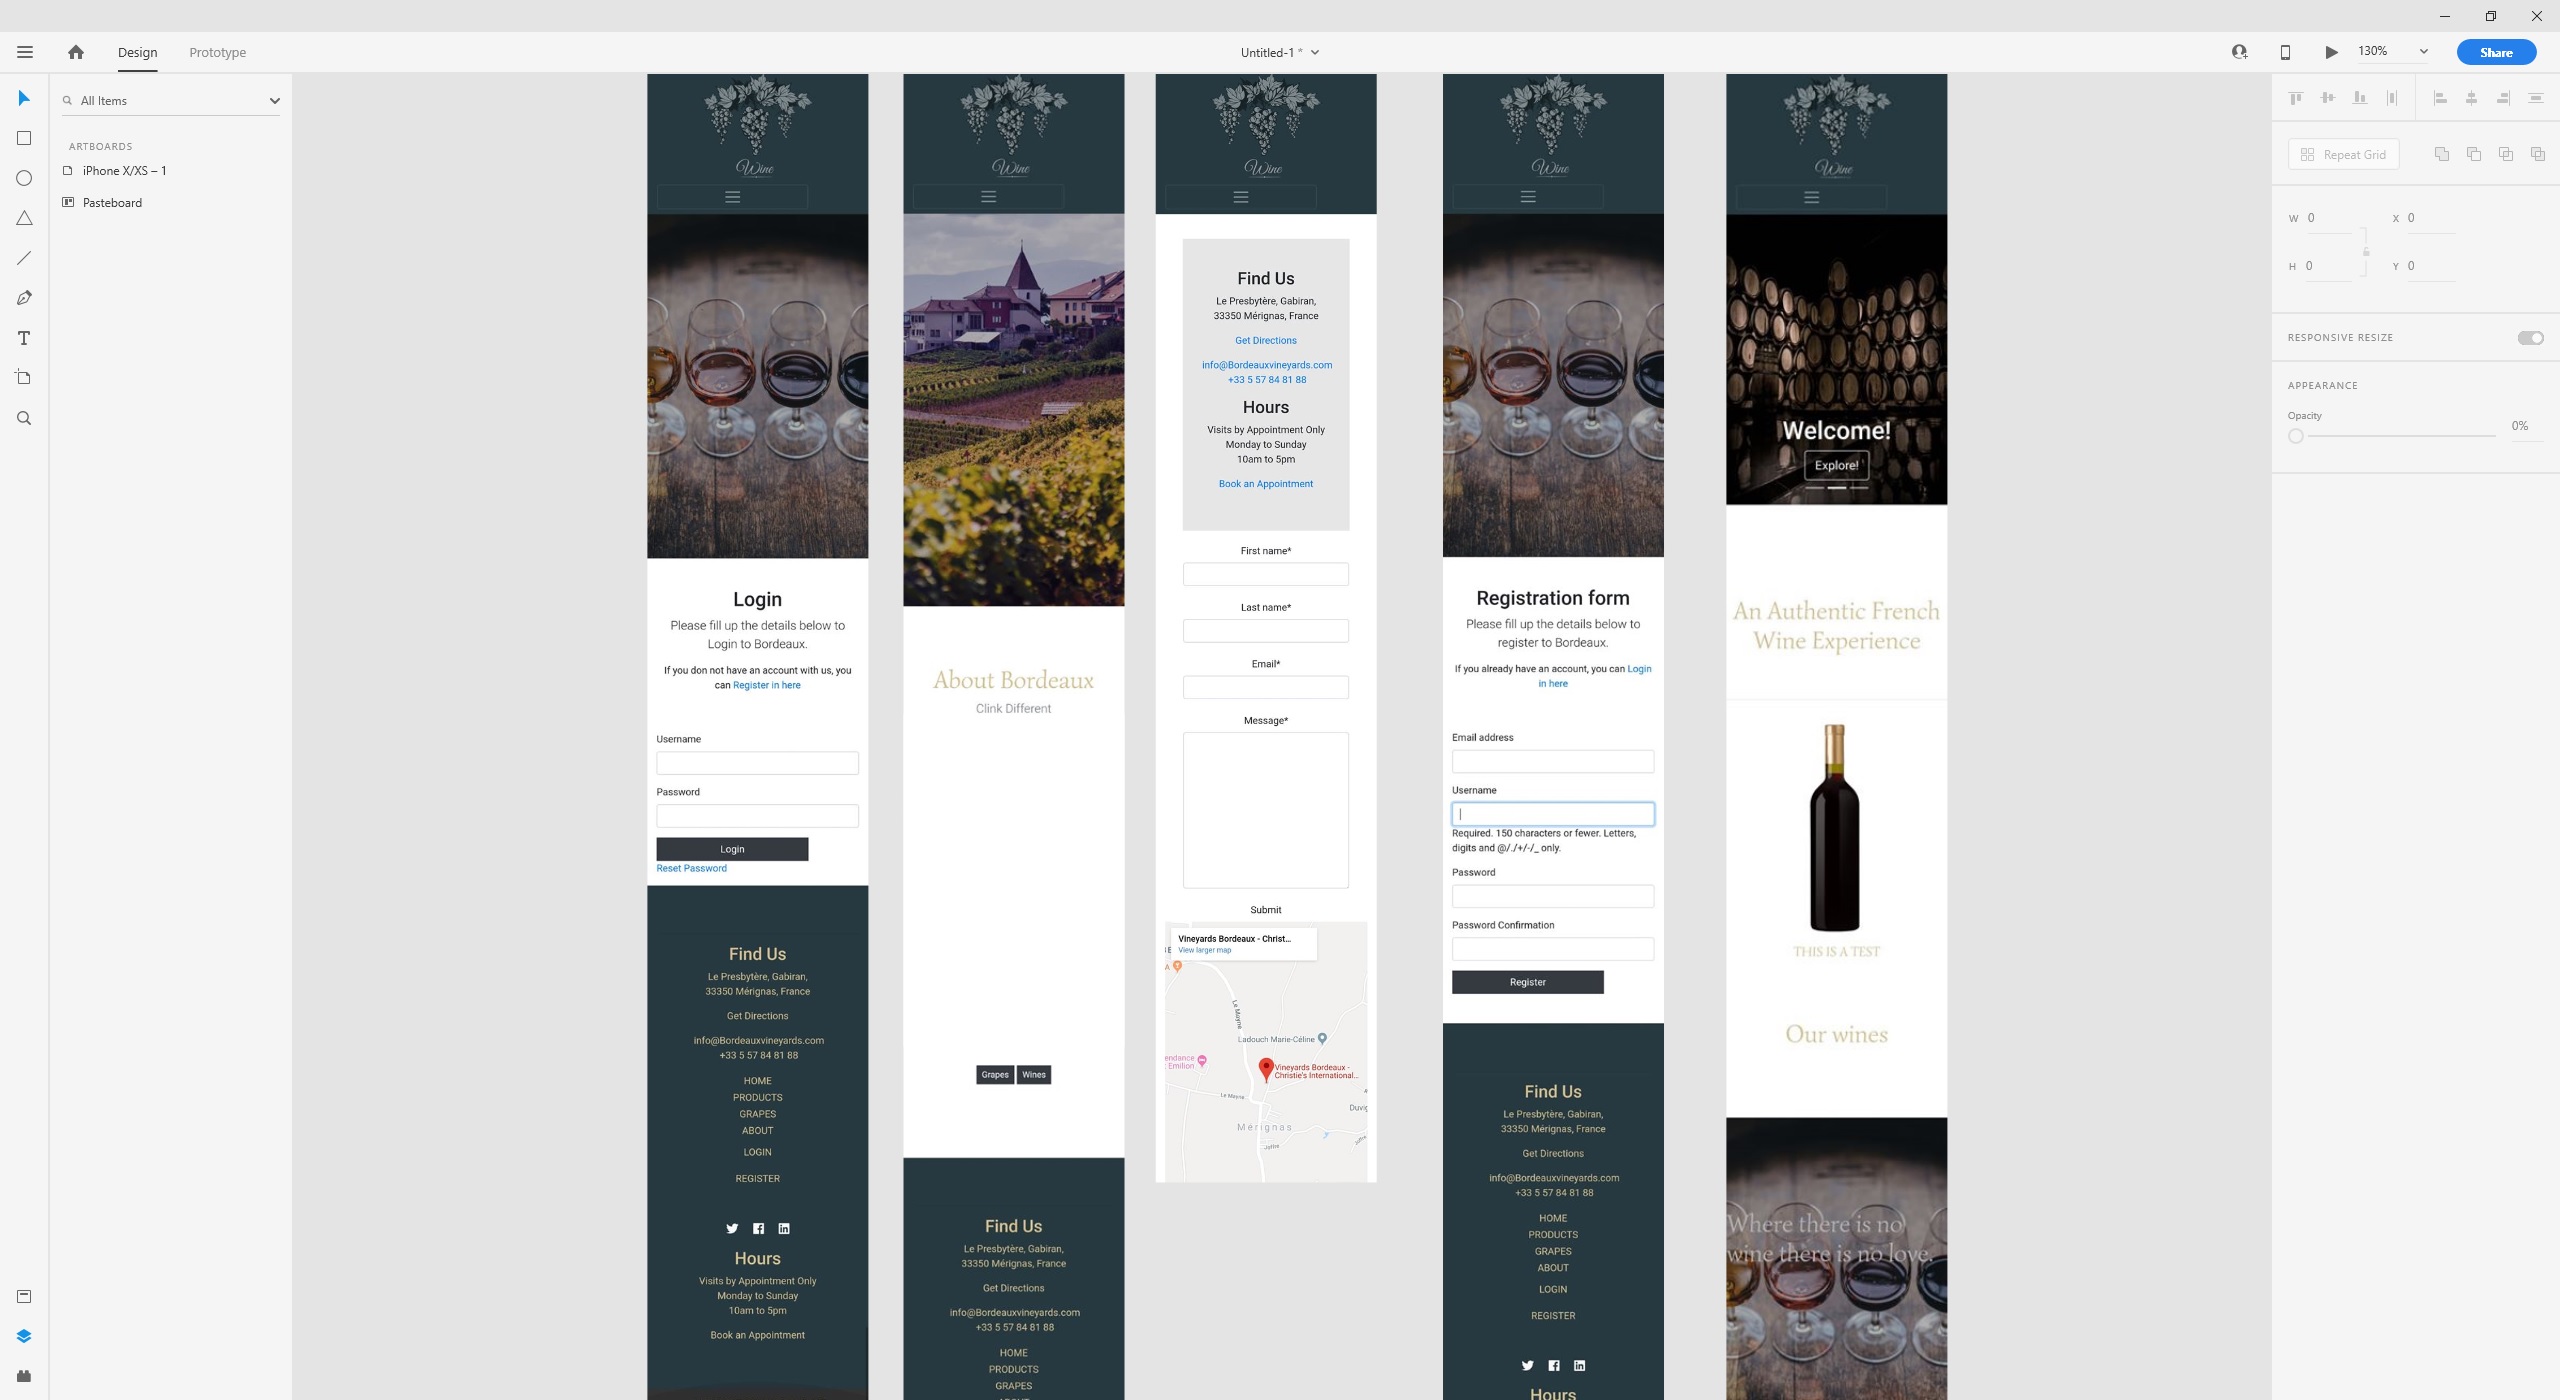 Design
Prototype
Untitled-1 *
130%
Share
All Items
ARTBOARDS
iPhone X/XS – 1
Pasteboard
Wine
Login
Please fill up the details below to
Login to Bordeaux.
If you don not have an account with us, you
can Register in here
Username
Password
Login
Reset Password
Find Us
Le Presbytère, Gabiran,
33350 Mérignas, France
Get Directions
info@Bordeauxvineyards.com
+33 5 57 84 81 88
HOME
PRODUCTS
GRAPES
ABOUT
LOGIN
REGISTER
Hours
Visits by Appointment Only
Monday to Sunday
10am to 5pm
Book an Appointment
Wine
About Bordeaux
Clink Different
Grapes
Wines
Find Us
Le Presbytère, Gabiran,
33350 Mérignas, France
Get Directions
info@Bordeauxvineyards.com
+33 5 57 84 81 88
HOME
PRODUCTS
GRAPES
ABOUT
Wine
Find Us
Le Presbytère, Gabiran,
33350 Mérignas, France
Get Directions
info@Bordeauxvineyards.com
+33 5 57 84 81 88
Hours
Visits by Appointment Only
Monday to Sunday
10am to 5pm
Book an Appointment
First name*
Last name*
Email*
Message*
Submit
Vineyards Bordeaux - Christ...
View larger map
Le Mayne
Ladouch Marie-Céline
endance
t Emilion
Vineyards Bordeaux -
Christie's International...
Le Mayne
Duvig
Mérignas
Joffre
Joffre
Wine
Registration form
Please fill up the details below to
register to Bordeaux.
If you already have an account, you can Login
in here
Email address
Username
Required. 150 characters or fewer. Letters,
digits and @/./+/-/_ only.
Password
Password Confirmation
Register
Find Us
Le Presbytère, Gabiran,
33350 Mérignas, France
Get Directions
info@Bordeauxvineyards.com
+33 5 57 84 81 88
HOME
PRODUCTS
GRAPES
ABOUT
LOGIN
REGISTER
Hours
Wine
Welcome!
Explore!
An Authentic French
Wine Experience
THIS IS A TEST
Our wines
Where there is no
wine there is no love.
Repeat Grid
W 0
X 0
H 0
Y 0
RESPONSIVE RESIZE
APPEARANCE
Opacity
0%